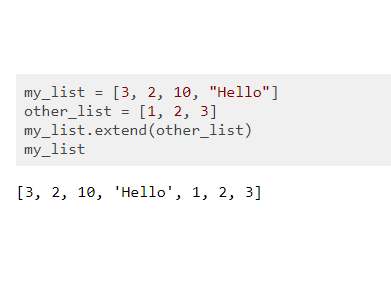 my_list = [3, 2, 10, "Hello"]
other_list = [1, 2, 3]
my_list.extend(other_list)
my_list
[3, 2, 10, 'Hello', 1, 2, 3]